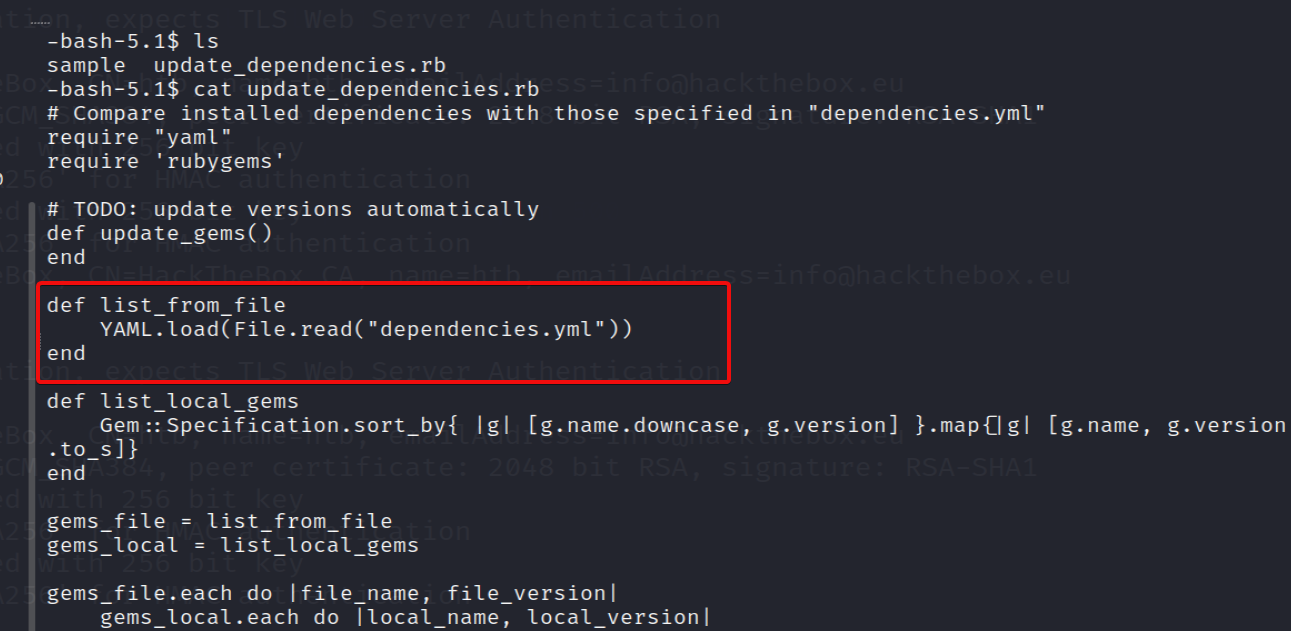 -bash-5.1$ ls
sample  update_dependencies.rb
-bash-5.1$ cat update_dependencies.rb
# Compare installed dependencies with those specified in "dependencies.yml"
require "yaml"
require 'rubygems'
# TODO: update versions automatically
def update_gems()
end
def list_from_file
    YAML.load(File.read("dependencies.yml"))
end
def list_local_gems
    Gem::Specification.sort_by{ |g| [g.name.downcase, g.version] }.map{|g| [g.name, g.version
.to_s]}
end
gems_file = list_from_file
gems_local = list_local_gems
gems_file.each do |file_name, file_version|
    gems_local.each do |local_name, local_version|